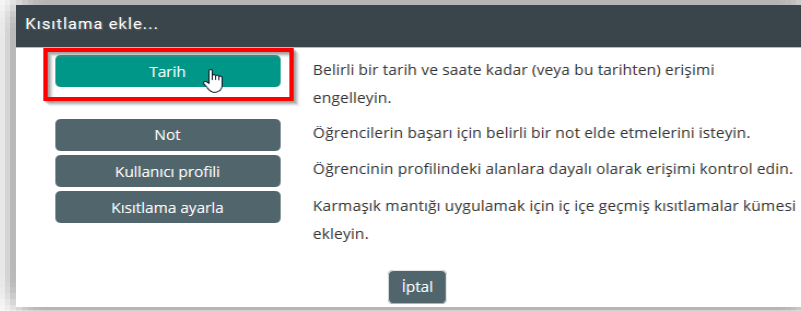 Kısıtlama ekle...
Tarih
Belirli bir tarih ve saate kadar (veya bu tarihten) erişimi
engelleyin.
Not
Öğrencilerin başarı için belirli bir not elde etmelerini isteyin.
Kullanıcı profili
Öğrencinin profilindeki alanlara dayalı olarak erişimi kontrol edin.
Kısıtlama ayarla
Karmaşık mantığı uygulamak için iç içe geçmiş kısıtlamalar kümesi
ekleyin.
İptal